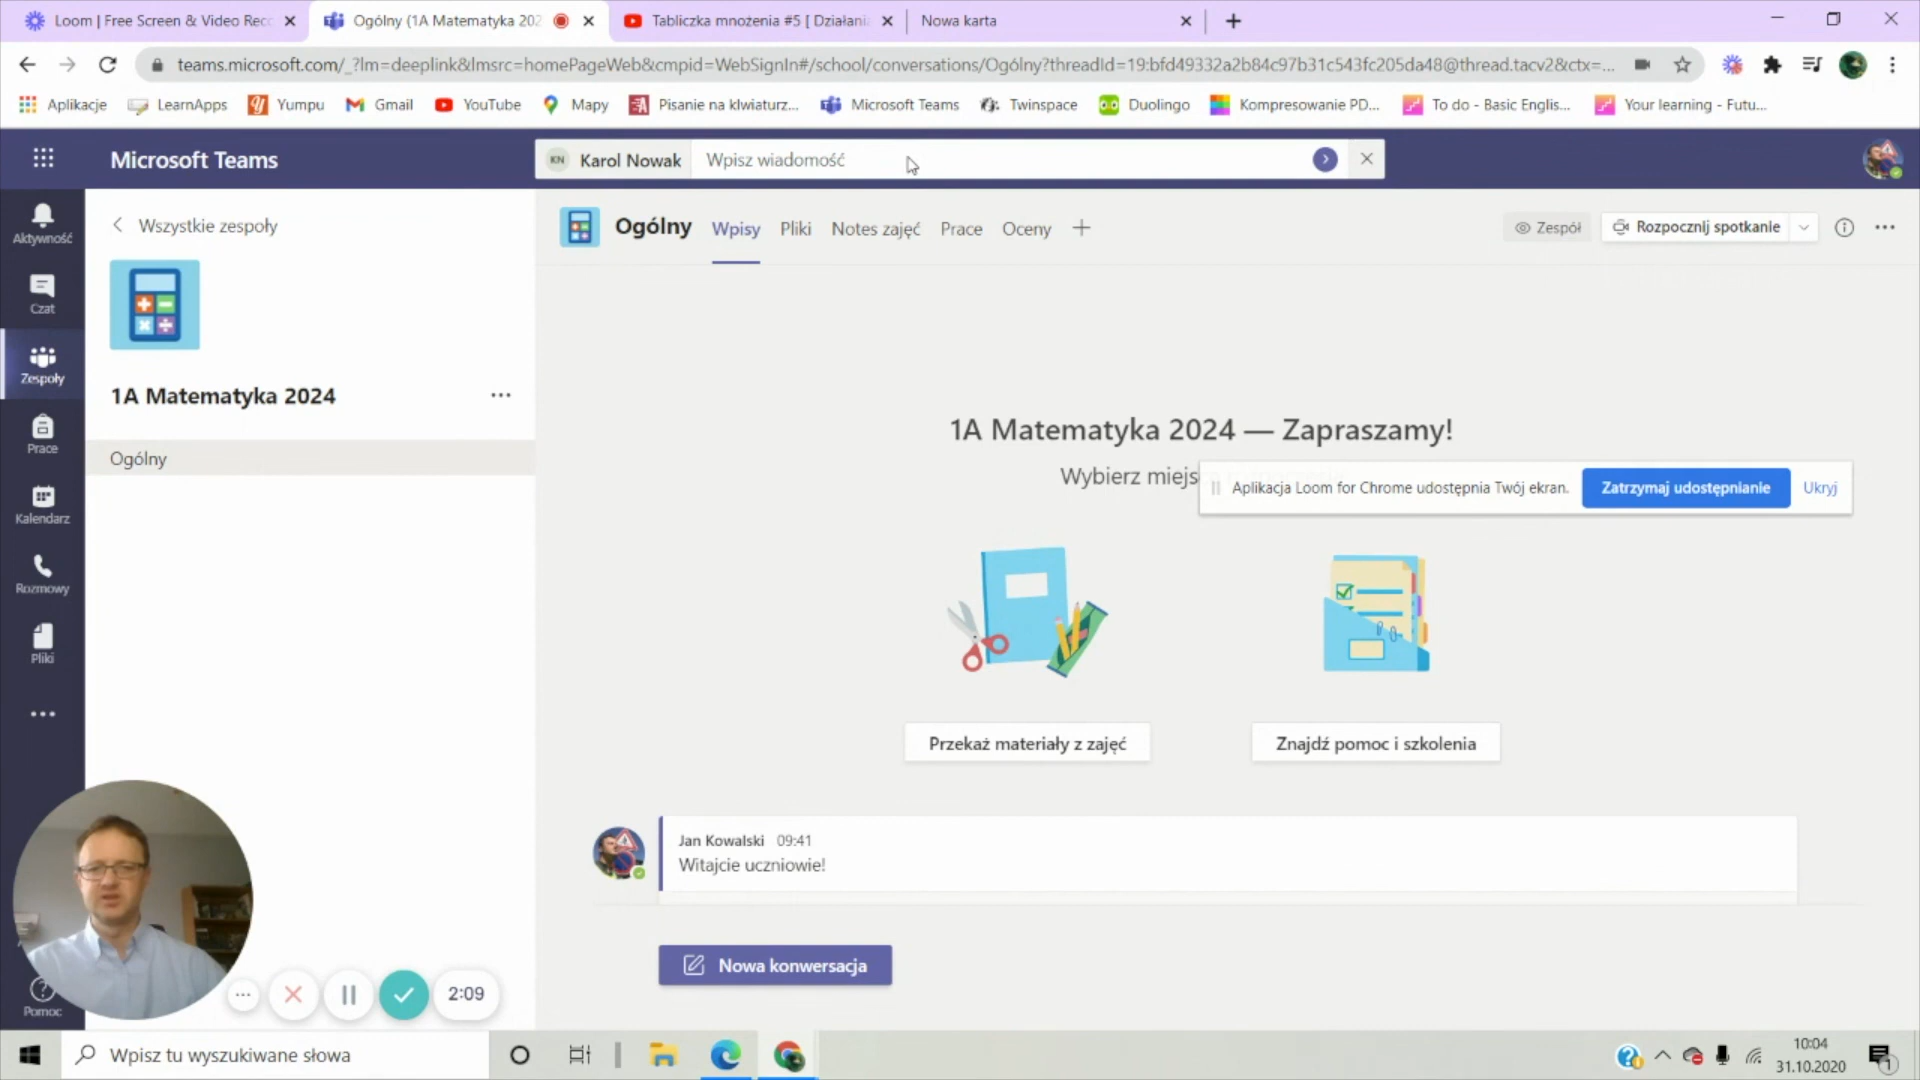 Loom | Free Screen & Video Reco
Ogólny (1A Matematyka 202
Tabliczka mnożenia #5 [ Działani
Nowa karta
teams.microsoft.com/_?lm=deeplink&lmsrc=homePageWeb&cmpid=WebSignIn#/school/conversations/Ogólny?threadId=19:bfd49332a2b84c97b31c543fc205da48@thread.tacv2&ctx=...
Aplikacje
LearnApps
Yumpu
Gmail
YouTube
Mapy
Pisanie na klwiaturz...
Microsoft Teams
Twinspace
Duolingo
Kompresowanie PD...
To do - Basic Englis...
Your learning - Futu...
Microsoft Teams
KN Karol Nowak
Wpisz wiadomość
Aktywność
Czat
Zespoły
Prace
Kalendarz
Rozmowy
Pliki
Pomoc
Wszystkie zespoły
1A Matematyka 2024
Ogólny
Ogólny
Wpisy
Pliki
Notes zajęć
Prace
Oceny
Zespół
Rozpocznij spotkanie
1A Matematyka 2024 — Zapraszamy!
Wybierz miejs
Aplikacja Loom for Chrome udostępnia Twój ekran.
Zatrzymaj udostępnianie
Ukryj
Przekaż materiały z zajęć
Znajdź pomoc i szkolenia
Jan Kowalski 09:41
Witajcie uczniowie!
Nowa konwersacja
2:09
Wpisz tu wyszukiwane słowa
10:04
31.10.2020
1